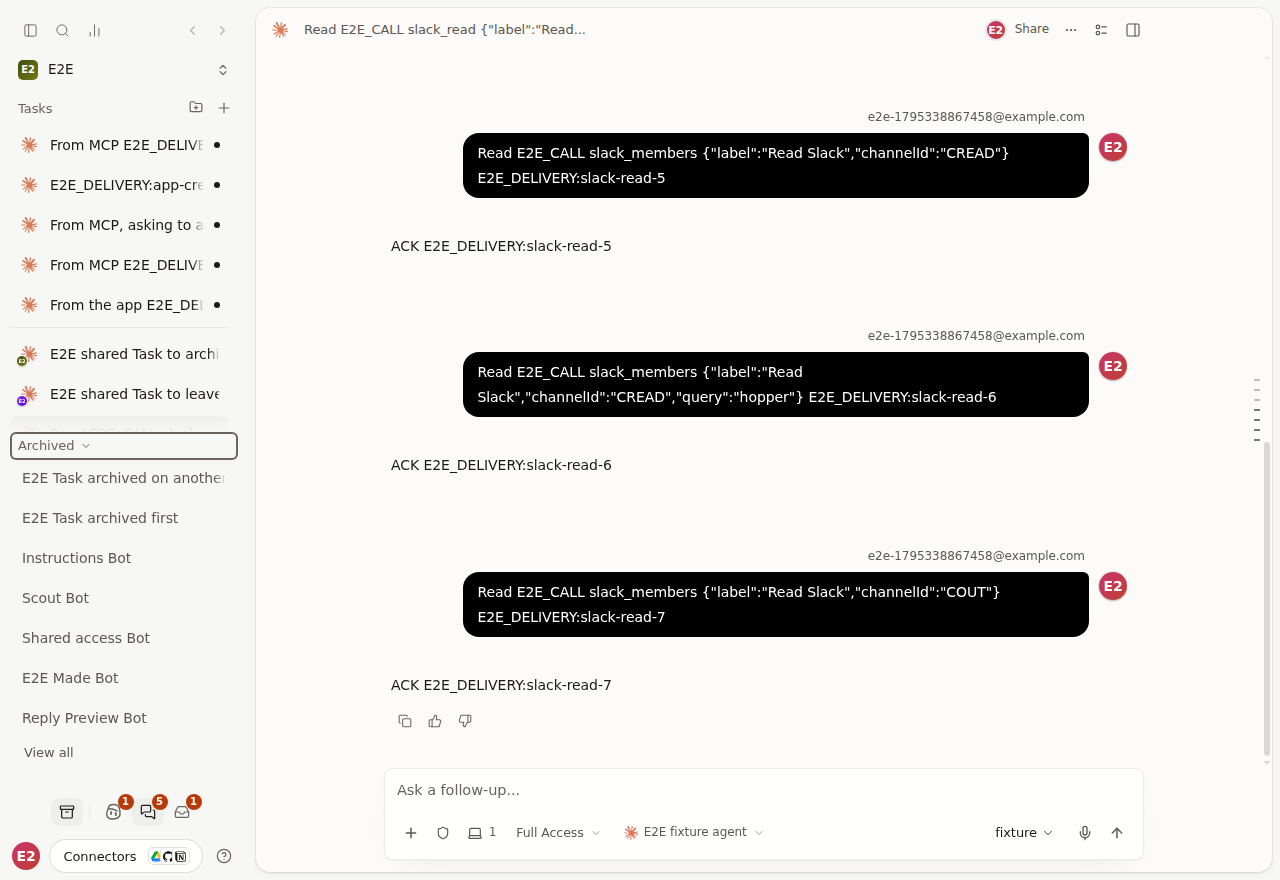 Read E2E_CALL slack_read {"label":"Read...
E2
Share
E2
E2E
Tasks
From MCP E2E_DELIVE
E2E_DELIVERY:app-cre
From MCP, asking to a
From MCP E2E_DELIVE
From the app E2E_DEL
E2E shared Task to archi
E2E shared Task to leave
Archived
E2E Task archived on another
E2E Task archived first
Instructions Bot
Scout Bot
Shared access Bot
E2E Made Bot
Reply Preview Bot
View all
1
5
1
E2
Connectors
e2e-1795338867458@example.com
Read E2E_CALL slack_members {"label":"Read Slack","channelId":"CREAD"}
E2E_DELIVERY:slack-read-5
E2
ACK E2E_DELIVERY:slack-read-5
e2e-1795338867458@example.com
Read E2E_CALL slack_members {"label":"Read
Slack","channelId":"CREAD","query":"hopper"} E2E_DELIVERY:slack-read-6
E2
ACK E2E_DELIVERY:slack-read-6
e2e-1795338867458@example.com
Read E2E_CALL slack_members {"label":"Read Slack","channelId":"COUT"}
E2E_DELIVERY:slack-read-7
E2
ACK E2E_DELIVERY:slack-read-7
Ask a follow-up...
1
Full Access
E2E fixture agent
fixture